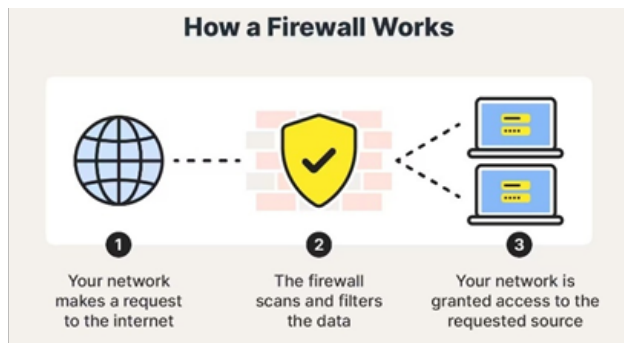 How a Firewall Works
1
Your network
makes a request
to the internet
2
The firewall
scans and filters
the data
3
Your network is
granted access to the
requested source